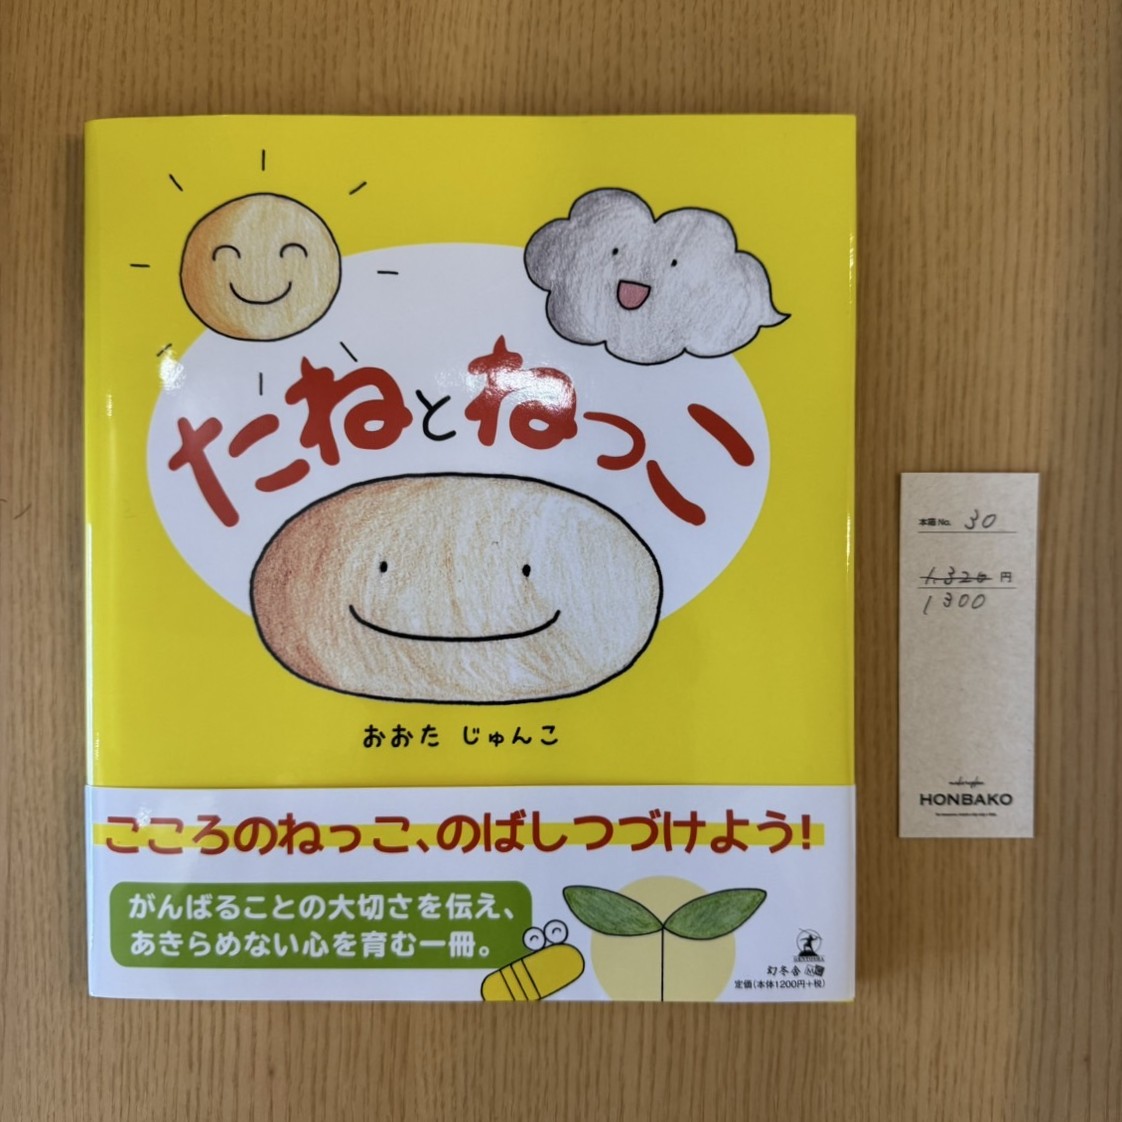 たねとねっこ
おおた じゅんこ
こころのねっこ、のばしつづけよう!
がんばることの大切さを伝え、
あきらめない心を育む一冊。
幻冬舎
定価(本体1200円+税)
本箱No. 30
1,320 円
1300
HONBAKO